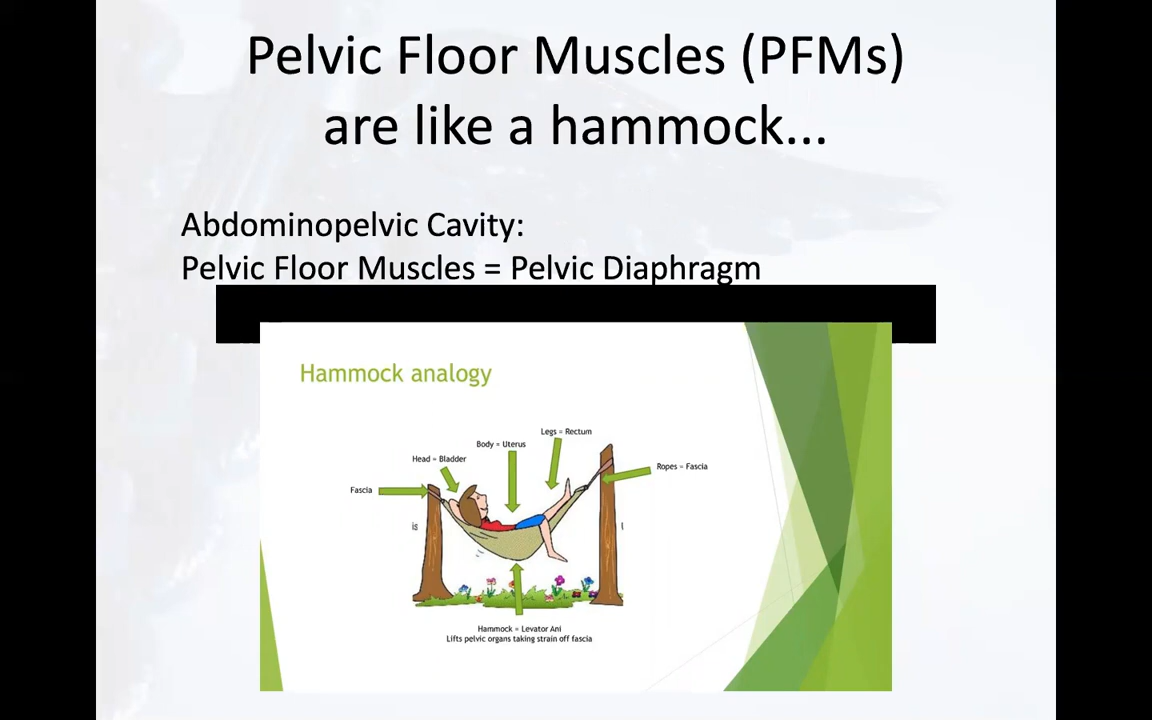 Pelvic Floor Muscles (PFMs)
are like a hammock...
Abdominopelvic Cavity:
Pelvic Floor Muscles = Pelvic Diaphragm
Hammock analogy
Legs = Rectum
Body = Uterus
Head = Bladder
Ropes = Fascia
Fascia
is
Hammock = Levator Ani
Lifts pelvic organs taking strain off fascia